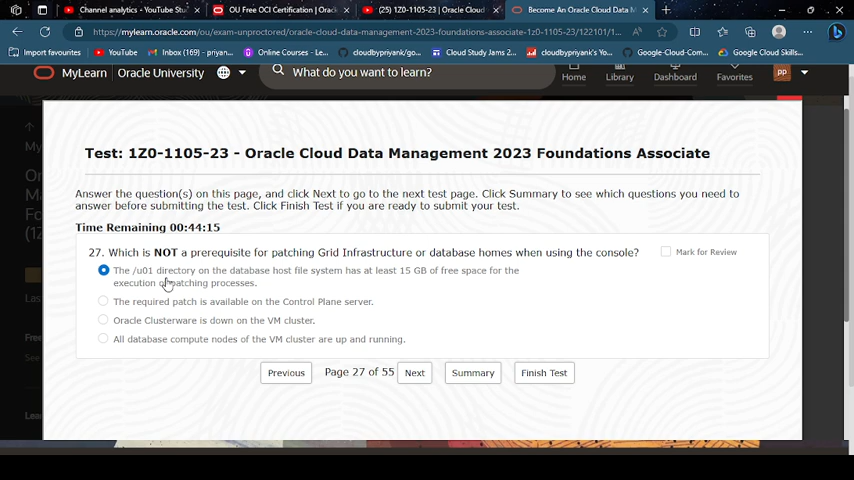 Channel analytics - YouTube Stu
OU Free OCI Certification | Orac
(25) 1Z0-1105-23 | Oracle Cloud
Become An Oracle Cloud Data M
https://mylearn.oracle.com/ou/exam-unproctored/oracle-cloud-data-management-2023-foundations-associate-1z0-1105-23/122101/1...
Import favourites YouTube Inbox (169) - priyan... Online Courses - Le... cloudbypriyank/go... Cloud Study Jams 2... cloudbypriyank's Yo... Google-Cloud-Com... Google Cloud Skills...
MyLearn Oracle University What do you want to learn? Home Library Dashboard Favorites PP
Test: 1Z0-1105-23 - Oracle Cloud Data Management 2023 Foundations Associate
Answer the question(s) on this page, and click Next to go to the next test page. Click Summary to see which questions you need to
answer before submitting the test. Click Finish Test if you are ready to submit your test.
Time Remaining 00:44:15
27. Which is NOT a prerequisite for patching Grid Infrastructure or database homes when using the console? Mark for Review
The /u01 directory on the database host file system has at least 15 GB of free space for the
execution of patching processes.
The required patch is available on the Control Plane server.
Oracle Clusterware is down on the VM cluster.
All database compute nodes of the VM cluster are up and running.
Previous Page 27 of 55 Next Summary Finish Test